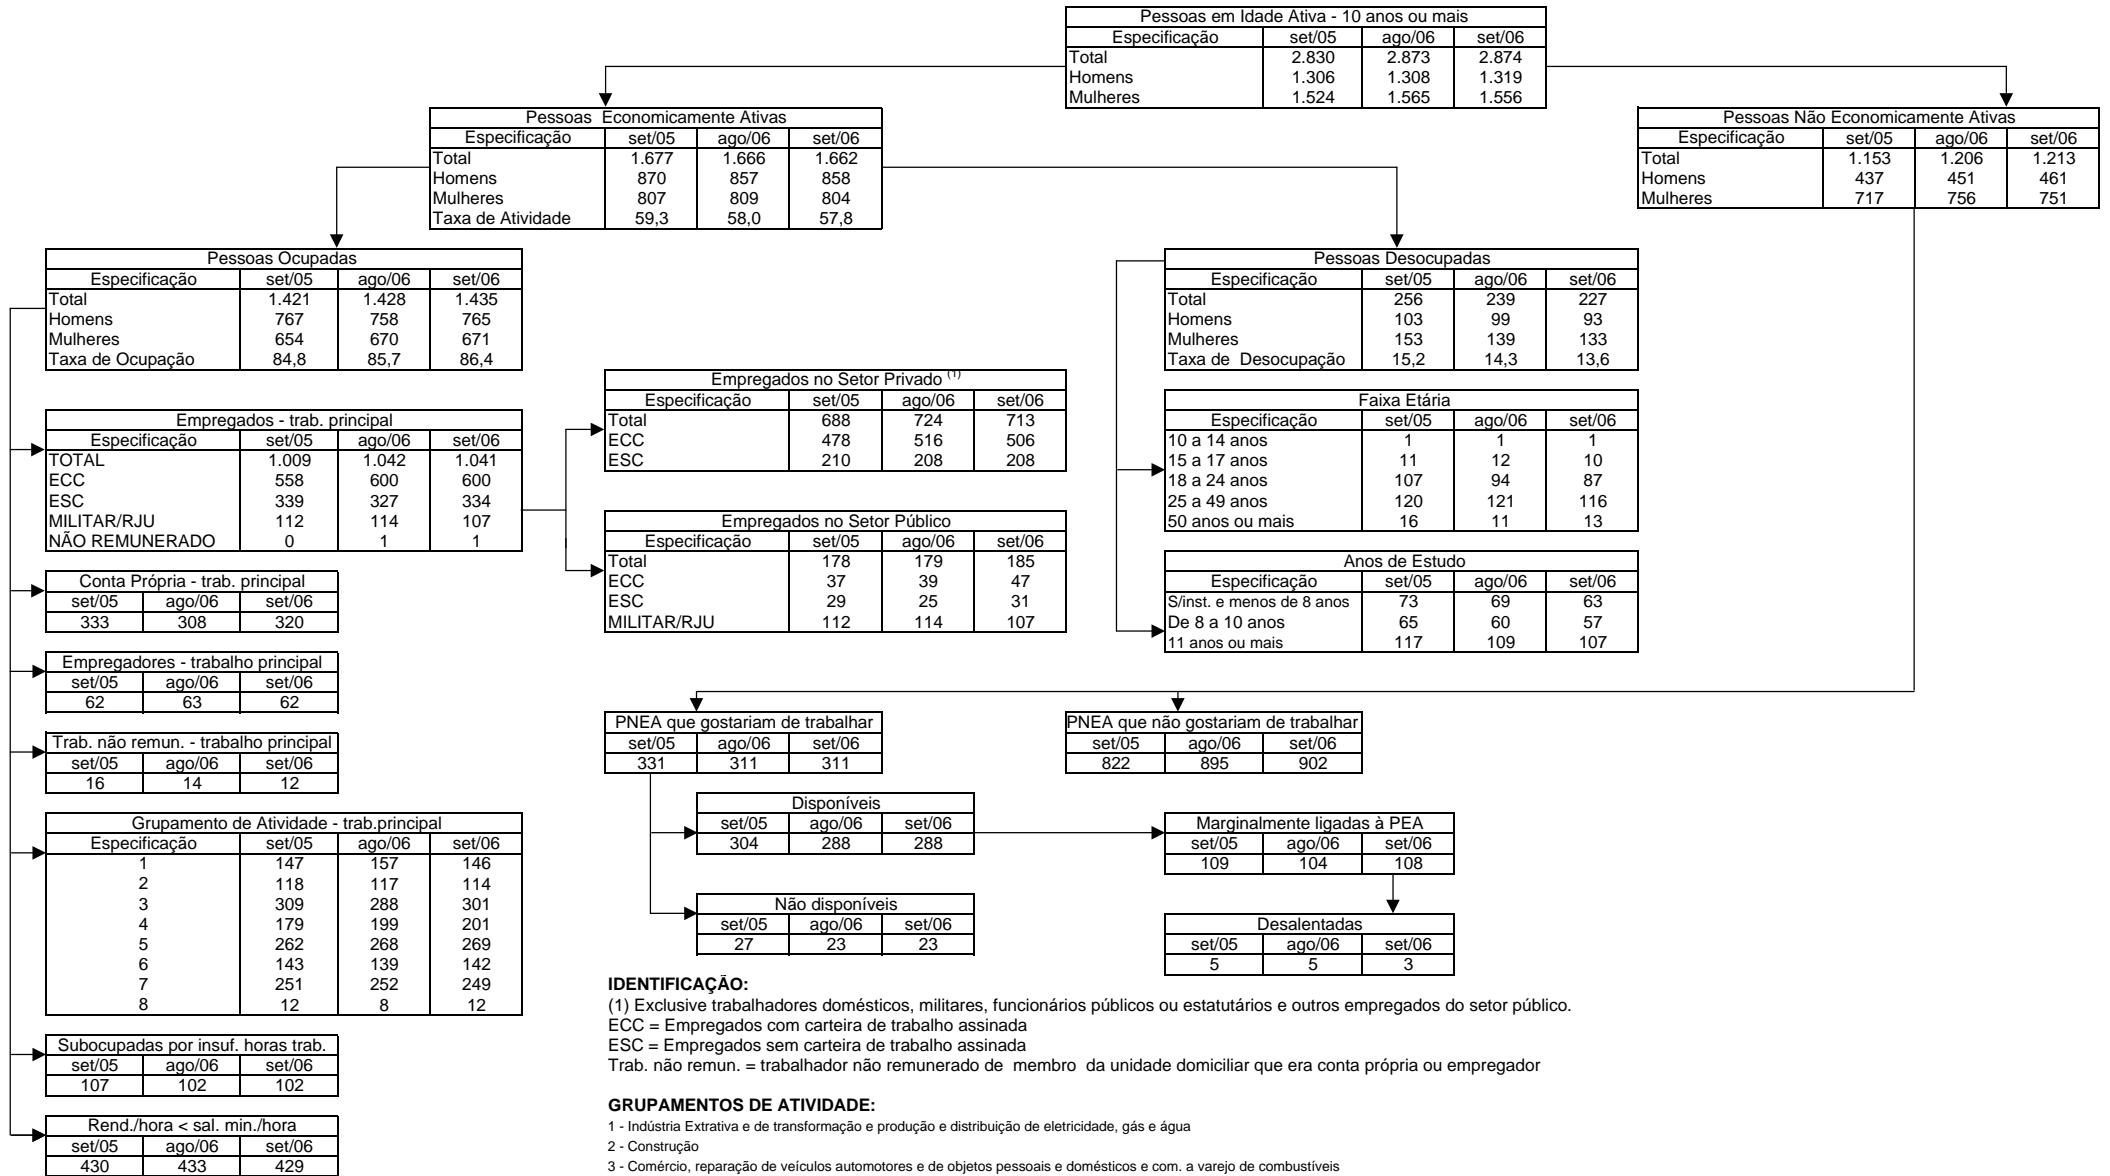 Pessoas em Idade Ativa - 10 anos ou mais
Especificação set/05 ago/06 set/06
Total 2.830 2.873 2.874
Homens 1.306 1.308 1.319
Mulheres 1.524 1.565 1.556
Pessoas Economicamente Ativas
Especificação set/05 ago/06 set/06
Total 1.677 1.666 1.662
Homens 870 857 858
Mulheres 807 809 804
Taxa de Atividade 59,3 58,0 57,8
Pessoas Não Economicamente Ativas
Especificação set/05 ago/06 set/06
Total 1.153 1.206 1.213
Homens 437 451 461
Mulheres 717 756 751
Pessoas Ocupadas
Especificação set/05 ago/06 set/06
Total 1.421 1.428 1.435
Homens 767 758 765
Mulheres 654 670 671
Taxa de Ocupação 84,8 85,7 86,4
Pessoas Desocupadas
Especificação set/05 ago/06 set/06
Total 256 239 227
Homens 103 99 93
Mulheres 153 139 133
Taxa de Desocupação 15,2 14,3 13,6
Empregados - trab. principal
Especificação set/05 ago/06 set/06
TOTAL 1.009 1.042 1.041
ECC 558 600 600
ESC 339 327 334
MILITAR/RJU 112 114 107
NÃO REMUNERADO 0 1 1
Empregados no Setor Privado (1)
Especificação set/05 ago/06 set/06
Total 688 724 713
ECC 478 516 506
ESC 210 208 208
Empregados no Setor Público
Especificação set/05 ago/06 set/06
Total 178 179 185
ECC 37 39 47
ESC 29 25 31
MILITAR/RJU 112 114 107
Faixa Etária
Especificação set/05 ago/06 set/06
10 a 14 anos 1 1 1
15 a 17 anos 11 12 10
18 a 24 anos 107 94 87
25 a 49 anos 120 121 116
50 anos ou mais 16 11 13
Anos de Estudo
Especificação set/05 ago/06 set/06
S/inst. e menos de 8 anos 73 69 63
De 8 a 10 anos 65 60 57
11 anos ou mais 117 109 107
Conta Própria - trab. principal
set/05 ago/06 set/06
333 308 320
Empregadores - trabalho principal
set/05 ago/06 set/06
62 63 62
Trab. não remun. - trabalho principal
set/05 ago/06 set/06
16 14 12
Grupamento de Atividade - trab.principal
Especificação set/05 ago/06 set/06
1 147 157 146
2 118 117 114
3 309 288 301
4 179 199 201
5 262 268 269
6 143 139 142
7 251 252 249
8 12 8 12
Subocupadas por insuf. horas trab.
set/05 ago/06 set/06
107 102 102
Rend./hora < sal. min./hora
set/05 ago/06 set/06
430 433 429
PNEA que gostariam de trabalhar
set/05 ago/06 set/06
331 311 311
PNEA que não gostariam de trabalhar
set/05 ago/06 set/06
822 895 902
Disponíveis
set/05 ago/06 set/06
304 288 288
Marginalmente ligadas à PEA
set/05 ago/06 set/06
109 104 108
Não disponíveis
set/05 ago/06 set/06
27 23 23
Desalentadas
set/05 ago/06 set/06
5 5 3
IDENTIFICAÇÃO:
(1) Exclusive trabalhadores domésticos, militares, funcionários públicos ou estatutários e outros empregados do setor público.
ECC = Empregados com carteira de trabalho assinada
ESC = Empregados sem carteira de trabalho assinada
Trab. não remun. = trabalhador não remunerado de membro da unidade domiciliar que era conta própria ou empregador
GRUPAMENTOS DE ATIVIDADE:
1 - Indústria Extrativa e de transformação e produção e distribuição de eletricidade, gás e água
2 - Construção
3 - Comércio, reparação de veículos automotores e de objetos pessoais e domésticos e com. a varejo de combustíveis